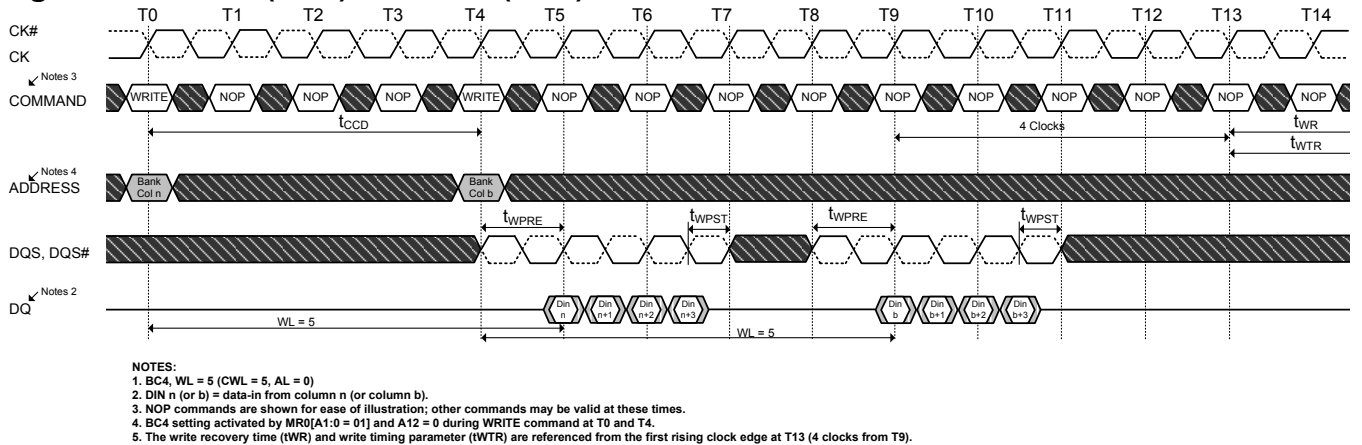 T0 T1 T2 T3 T4 T5 T6 T7 T8 T9 T10 T11 T12 T13 T14
CK#
CK
Notes 3
COMMAND
WRITE NOP NOP NOP WRITE NOP NOP NOP NOP NOP NOP NOP NOP NOP NOP
tCCD
4 Clocks
tWR
tWTR
Notes 4
ADDRESS
Bank
Col n
Bank
Col b
tWPRE tWPST tWPRE tWPST
DQS, DQS#
Notes 2
DQ
Din
n
Din
n+1
Din
n+2
Din
n+3
Din
b
Din
b+1
Din
b+2
Din
b+3
WL = 5
WL = 5
NOTES:
1. BC4, WL = 5 (CWL = 5, AL = 0)
2. DIN n (or b) = data-in from column n (or column b).
3. NOP commands are shown for ease of illustration; other commands may be valid at these times.
4. BC4 setting activated by MR0[A1:0 = 01] and A12 = 0 during WRITE command at T0 and T4.
5. The write recovery time (tWR) and write timing parameter (tWTR) are referenced from the first rising clock edge at T13 (4 clocks from T9).